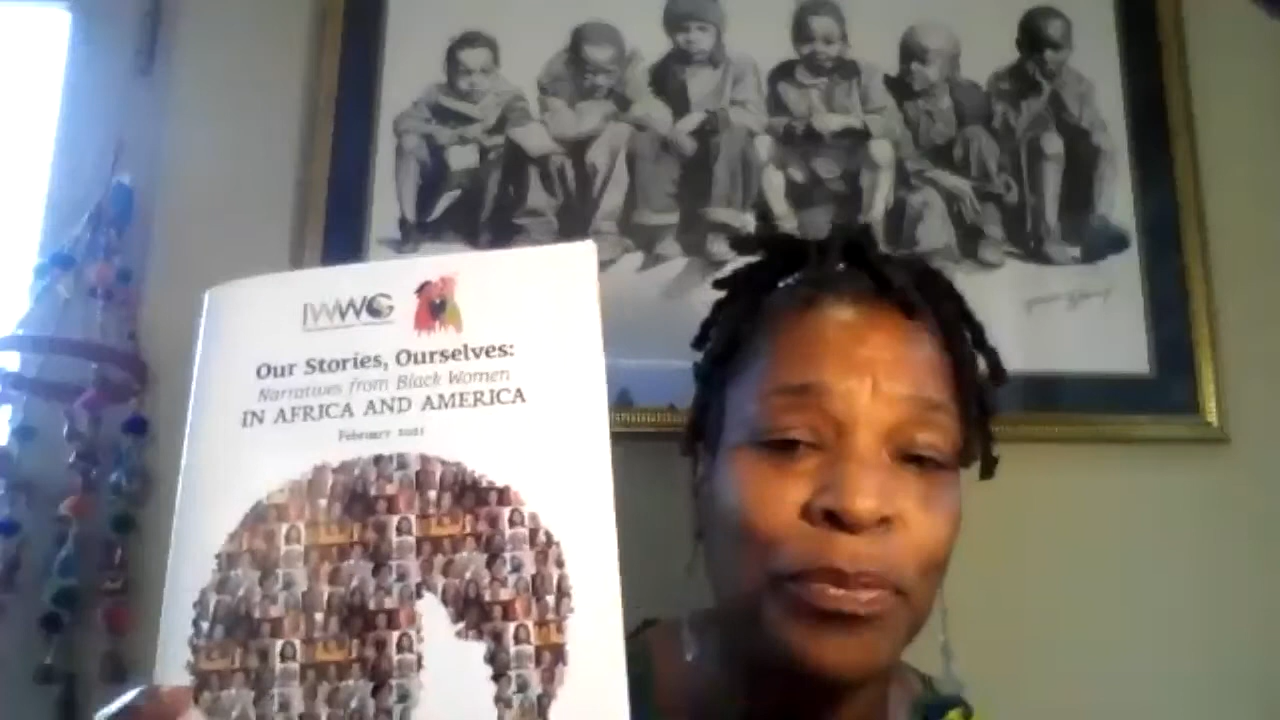 IWWG
Our Stories, Ourselves:
Narratives from Black Women
IN AFRICA AND AMERICA
February 2021